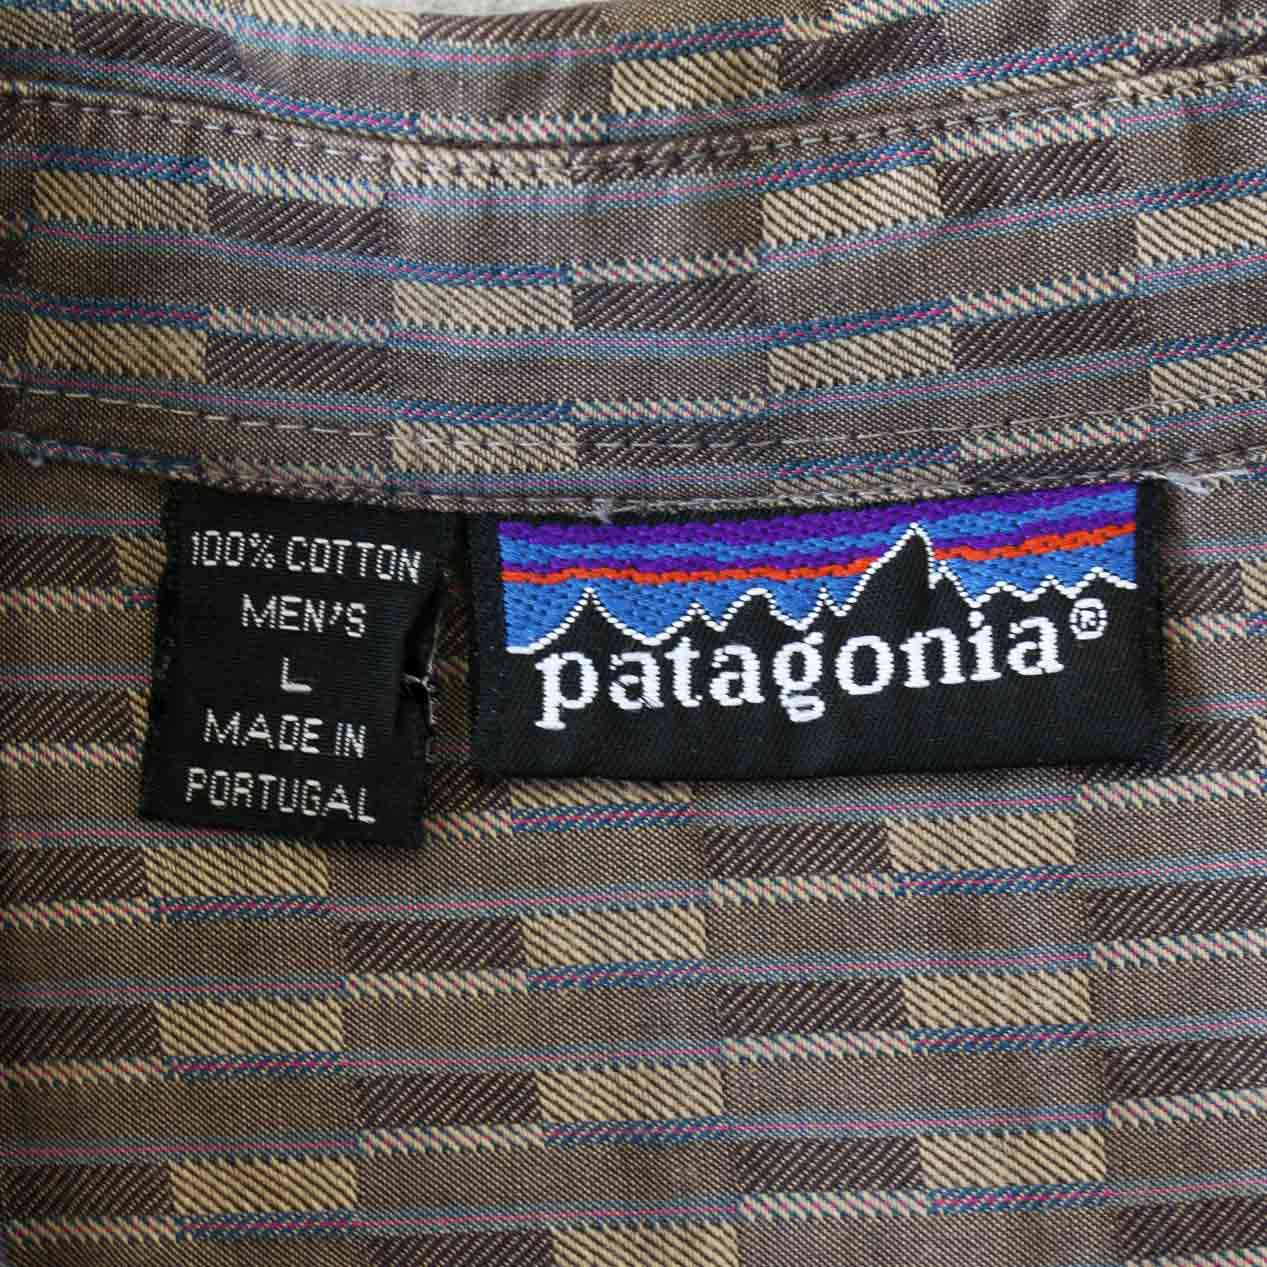 100% COTTON
MEN'S
L
MADE IN
PORTUGAL
patagonia®